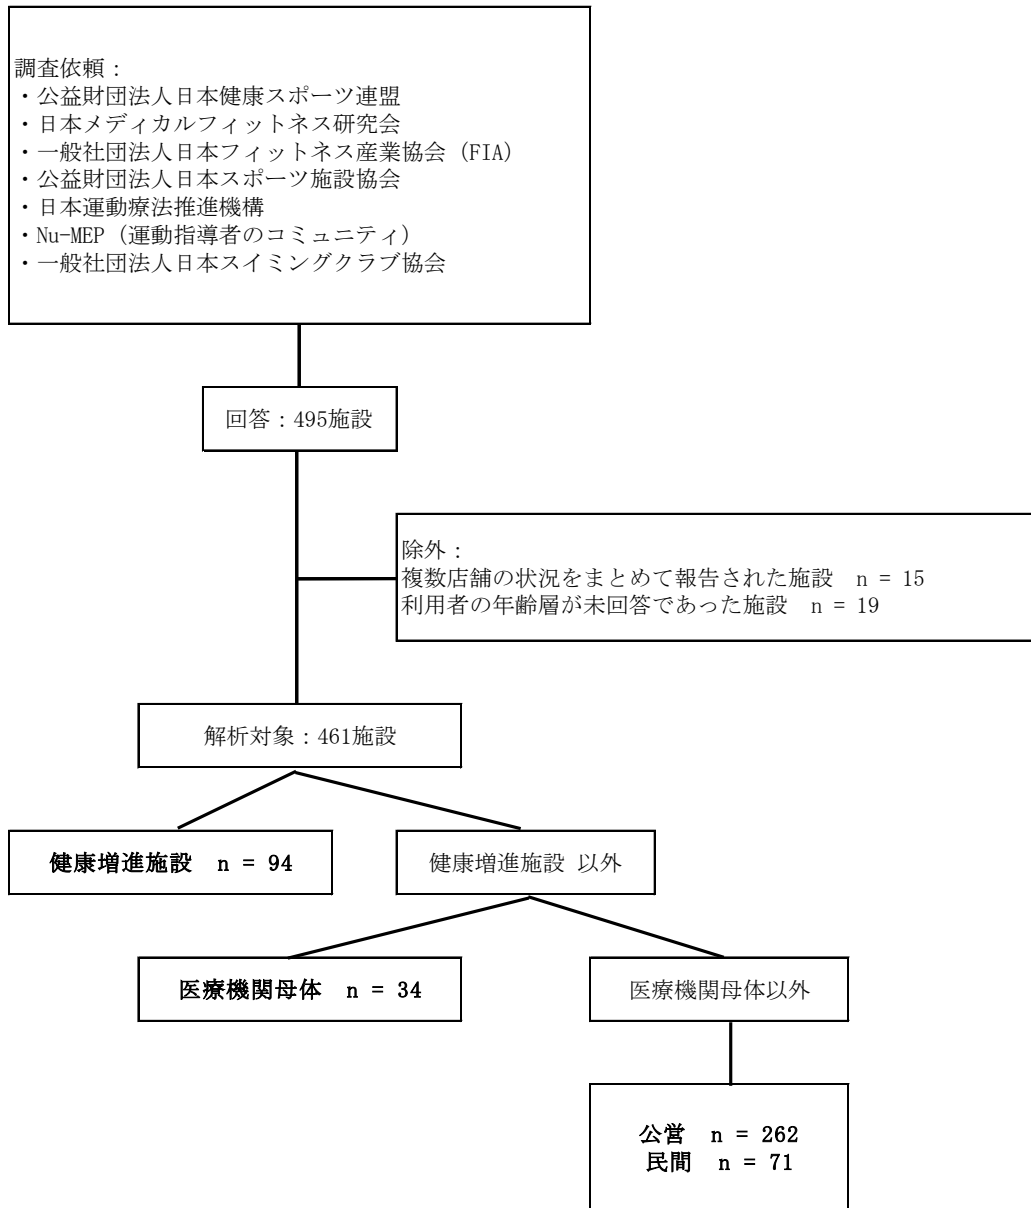 調査依頼：
・公益財団法人日本健康スポーツ連盟
・日本メディカルフィットネス研究会
・一般社団法人日本フィットネス産業協会 (FIA)
・公益財団法人日本スポーツ施設協会
・日本運動療法推進機構
・Nu-MEP (運動指導者のコミュニティ)
・一般社団法人日本スイミングクラブ協会
回答：495施設
除外：
複数店舗の状況をまとめて報告された施設 n = 15
利用者の年齢層が未回答であった施設 n = 19
解析対象：461施設
健康増進施設 n = 94
健康増進施設 以外
医療機関母体 n = 34
医療機関母体以外
公営 n = 262
民間 n = 71